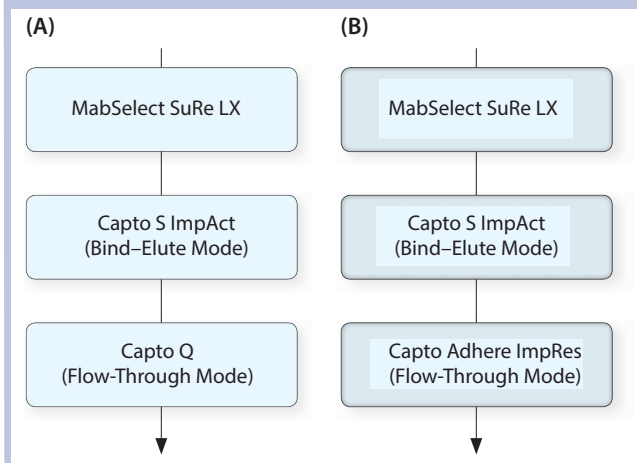 (A)
MabSelect SuRe LX
Capto S ImpAct
(Bind–Elute Mode)
Capto Q
(Flow-Through Mode)
(B)
MabSelect SuRe LX
Capto S ImpAct
(Bind–Elute Mode)
Capto Adhere ImpRes
(Flow-Through Mode)